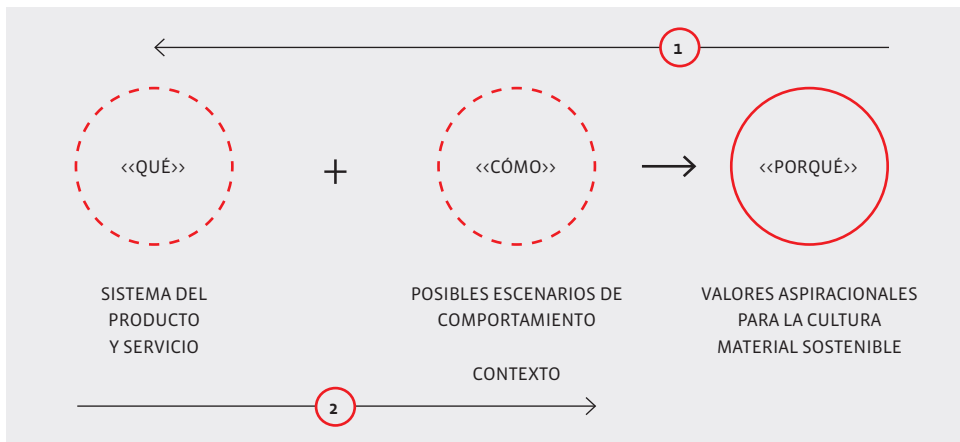 1
‹‹QUÉ››
+
‹‹CÓMO››
‹‹PORQUÉ››
SISTEMA DEL
PRODUCTO
Y SERVICIO
POSIBLES ESCENARIOS DE
COMPORTAMIENTO
VALORES ASPIRACIONALES
PARA LA CULTURA
MATERIAL SOSTENIBLE
CONTEXTO
2